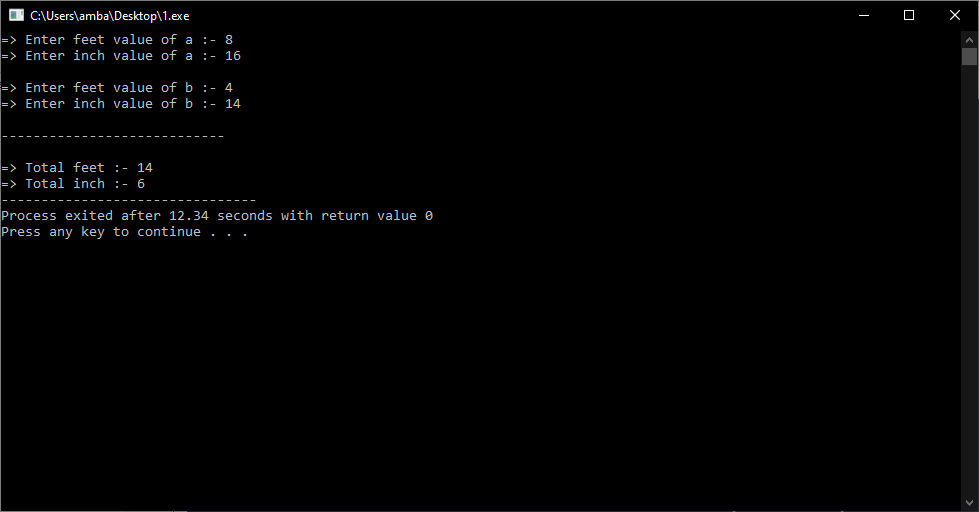 C:\Users\amba\Desktop\1.exe
=> Enter feet value of a :- 8
=> Enter inch value of a :- 16
=> Enter feet value of b :- 4
=> Enter inch value of b :- 14
----------------------------
=> Total feet :- 14
=> Total inch :- 6
--------------------------------
Process exited after 12.34 seconds with return value 0
Press any key to continue . . .